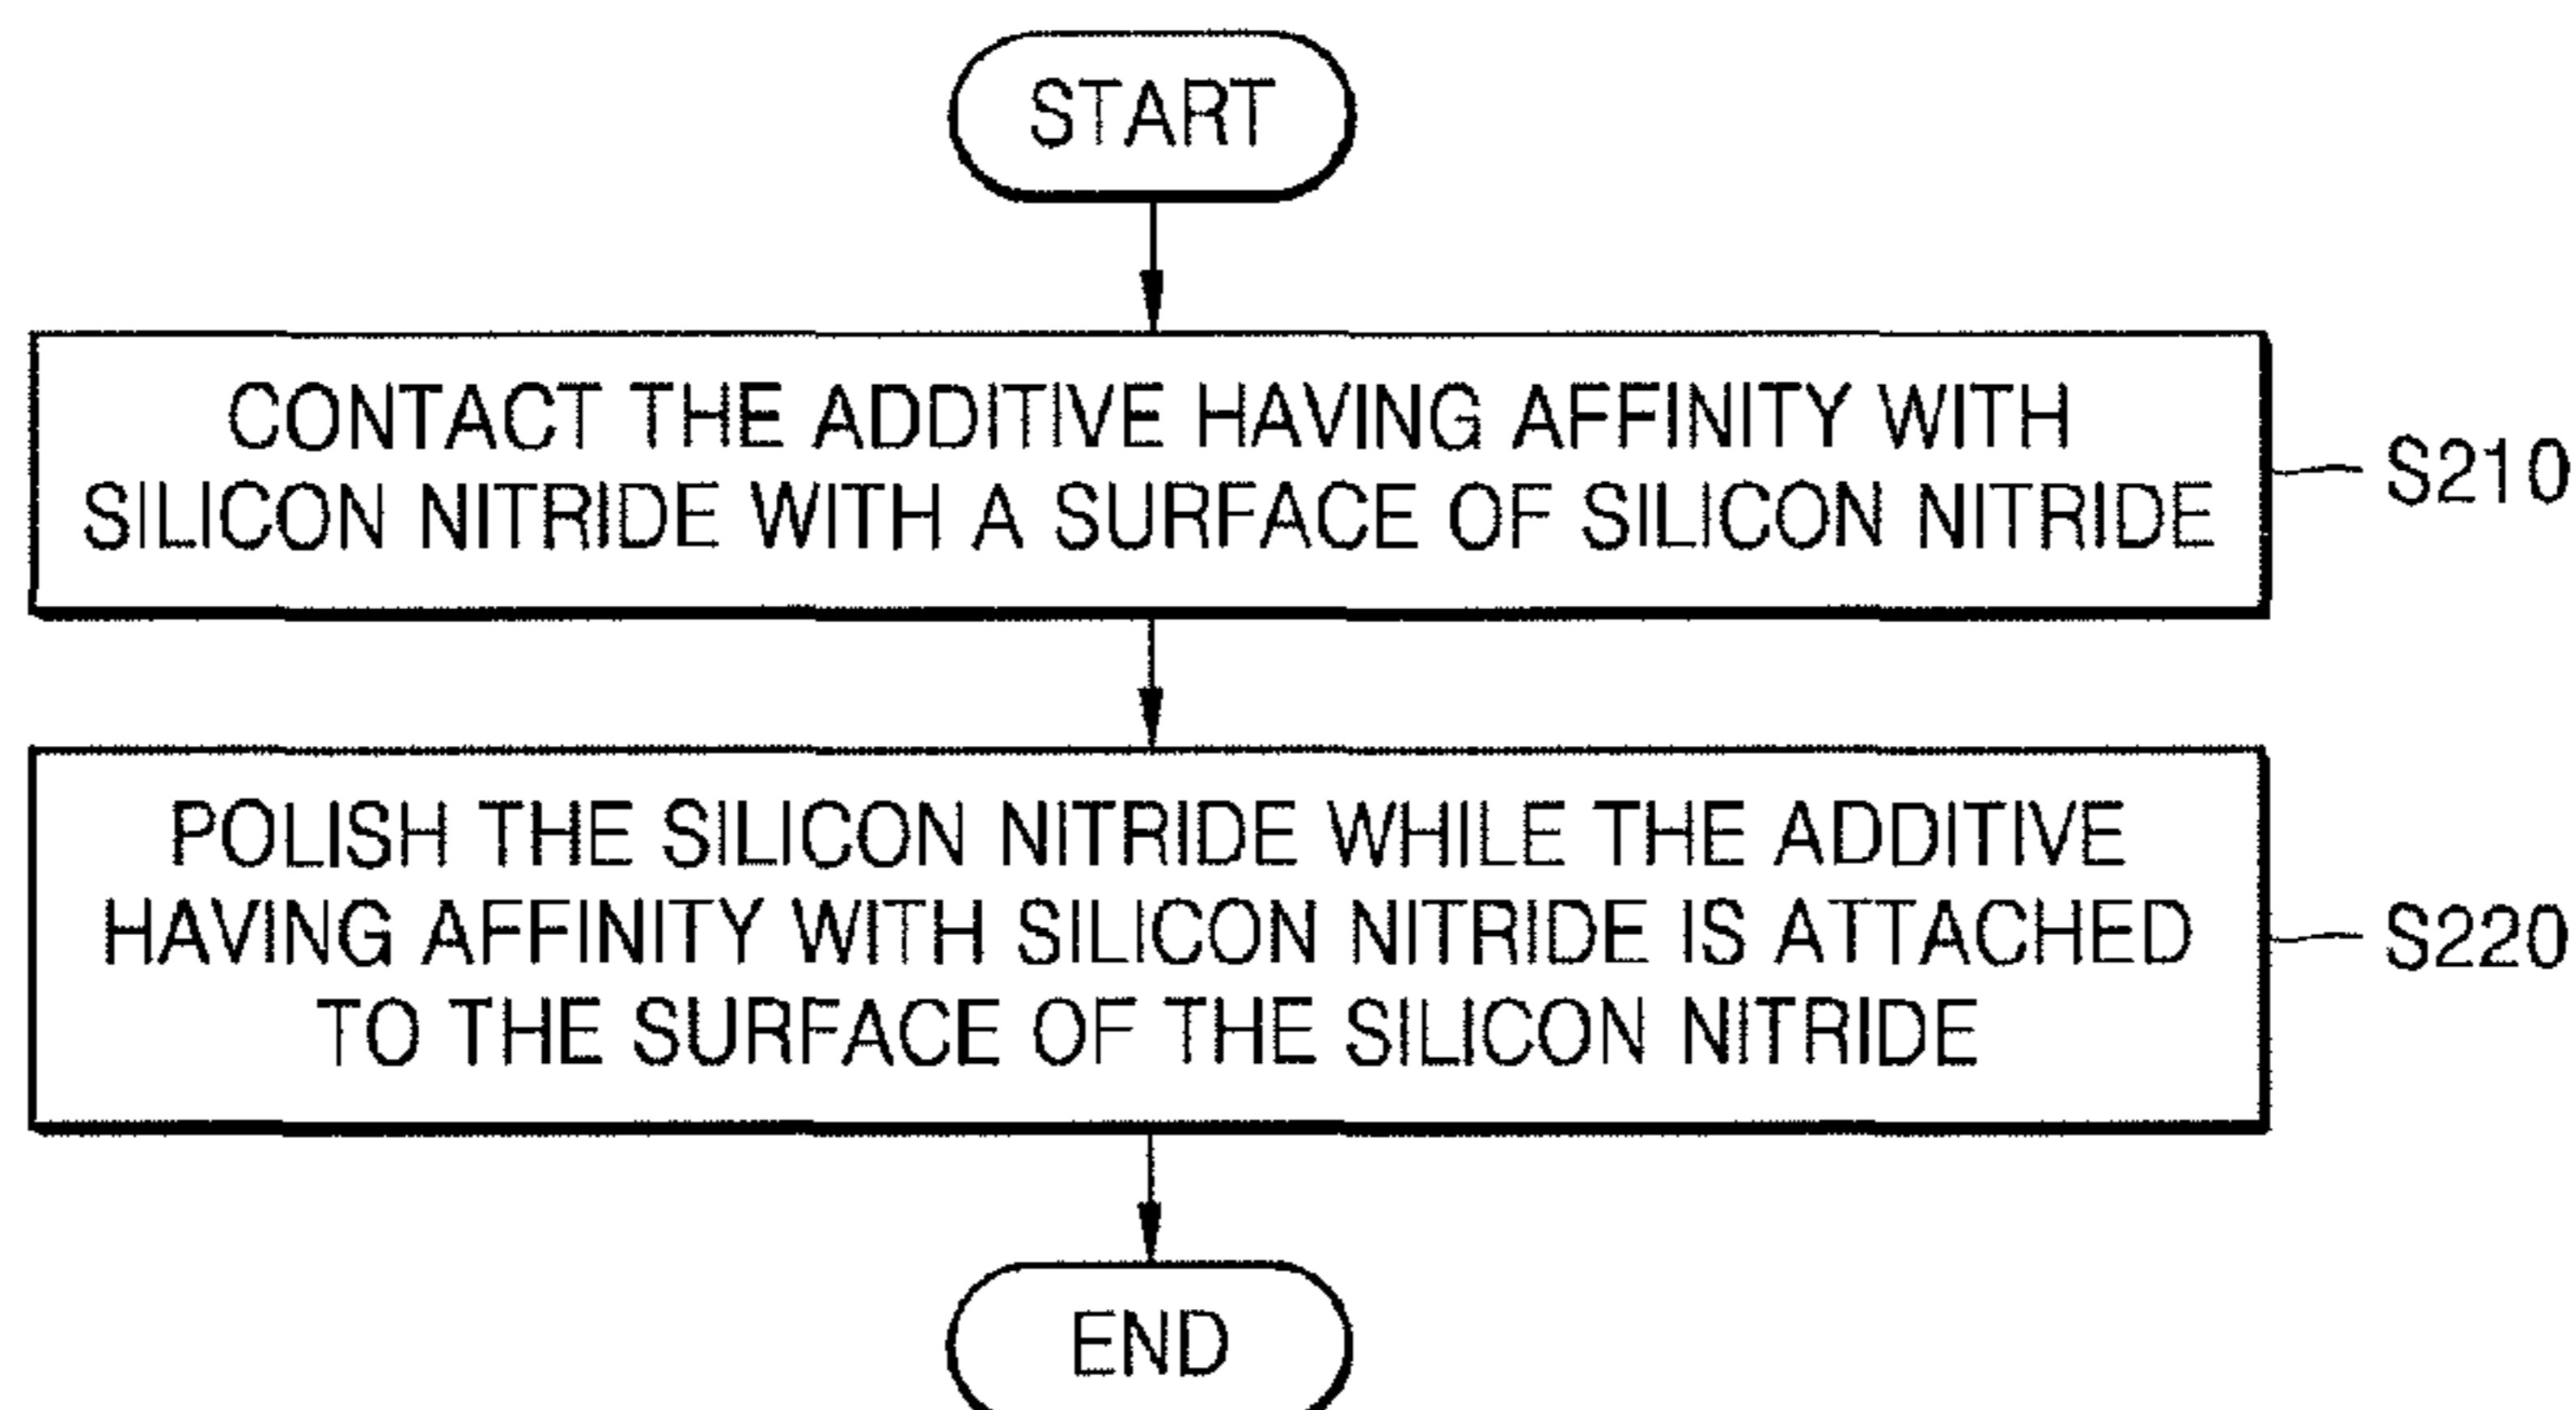 START
CONTACT THE ADDITIVE HAVING AFFINITY WITH
SILICON NITRIDE WITH A SURFACE OF SILICON NITRIDE
S210
POLISH THE SILICON NITRIDE WHILE THE ADDITIVE
HAVING AFFINITY WITH SILICON NITRIDE IS ATTACHED
TO THE SURFACE OF THE SILICON NITRIDE
S220
END